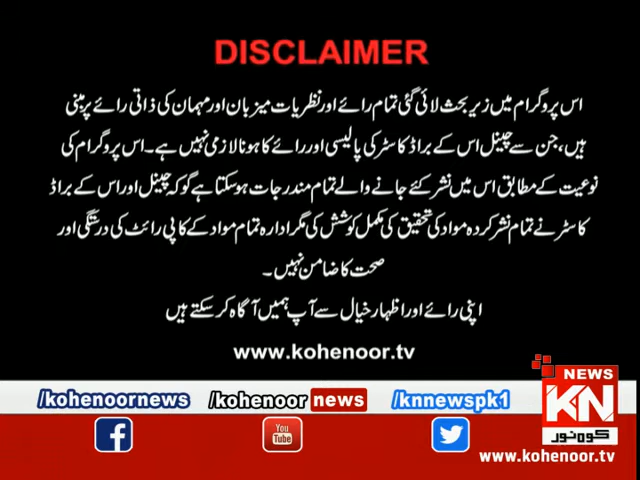 DISCLAIMER
اس پروگرام میں زیر بحث لائی گئی تمام رائے اور نظریات میزبان اور مہمان کی ذاتی رائے پر مبنی
ہیں، جن سے چینل اس کے براڈ کاسٹر کی پالیسی اور رائے کا ہونا لازمی نہیں ہے۔ اس پروگرام کی
نوعیت کے مطابق اس میں نشر کئے جانے والے تمام مندرجات ہو سکتا ہے گو کہ چینل اور اس کے براڈ
کاسٹر نے تمام نشر کردہ مواد کی تحقیق کی مکمل کوشش کی مگر ادارہ تمام مواد کے کاپی رائٹ کی درستگی اور
صحت کا ضامن نہیں۔
اپنی رائے اور اظہار خیال سے آپ ہمیں آگاہ کر سکتے ہیں
www.kohenoor.tv
/kohenoornews /kohenoor news /knnewspk1
You
Tube
NEWS
KN
کوہ نور
www.kohenoor.tv